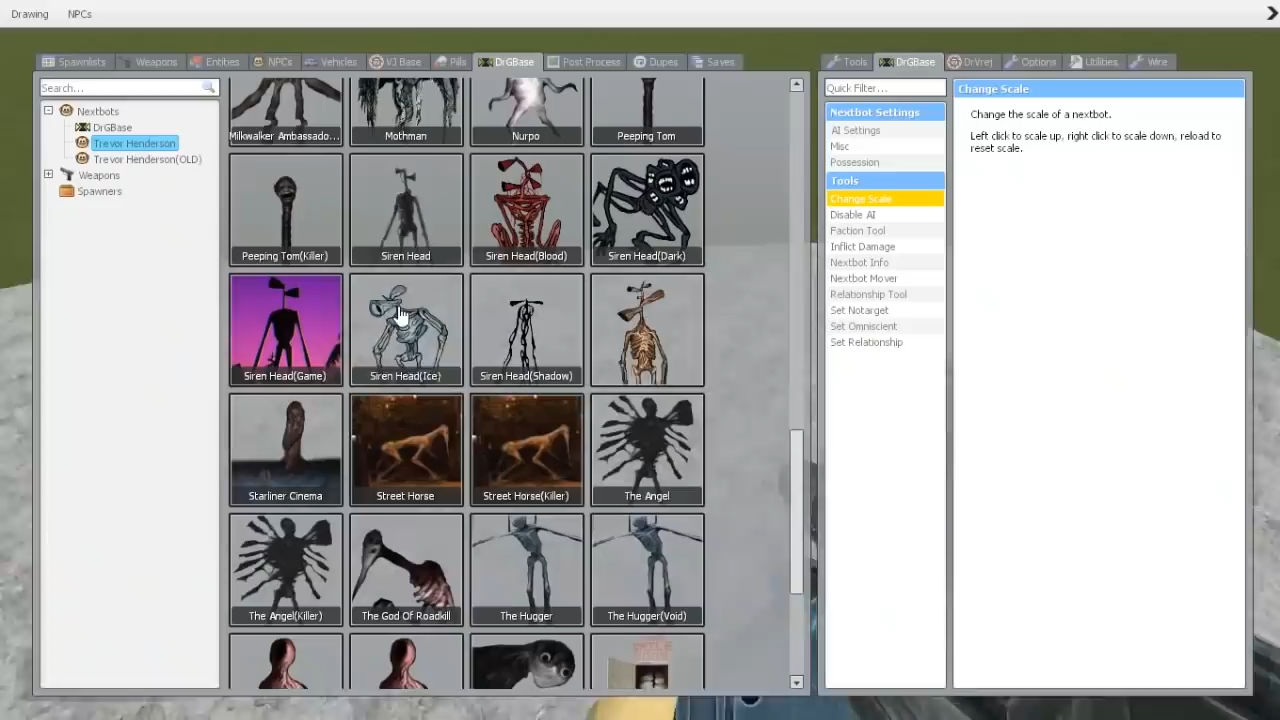 Drawing NPCs
Spawnlists Weapons Entities NPCs Vehicles VJ Base Pills DrGBase Post Process Dupes Saves
Tools DrGBase DrVrej Options Utilities Wire
Search...
Nextbots
DrGBase
Trevor Henderson
Trevor Henderson(OLD)
Weapons
Spawners
Milkwalker Ambassado... Mothman Nurpo Peeping Tom
Peeping Tom(Killer) Siren Head Siren Head(Blood) Siren Head(Dark)
Siren Head(Game) Siren Head(Ice) Siren Head(Shadow)
Starliner Cinema Street Horse Street Horse(Killer) The Angel
The Angel(Killer) The God Of Roadkill The Hugger The Hugger(Void)
Quick Filter...
Nextbot Settings
AI Settings
Misc
Possession
Tools
Change Scale
Disable AI
Faction Tool
Inflict Damage
Nextbot Info
Nextbot Mover
Relationship Tool
Set Notarget
Set Omniscient
Set Relationship
Change Scale
Change the scale of a nextbot.
Left click to scale up, right click to scale down, reload to
reset scale.